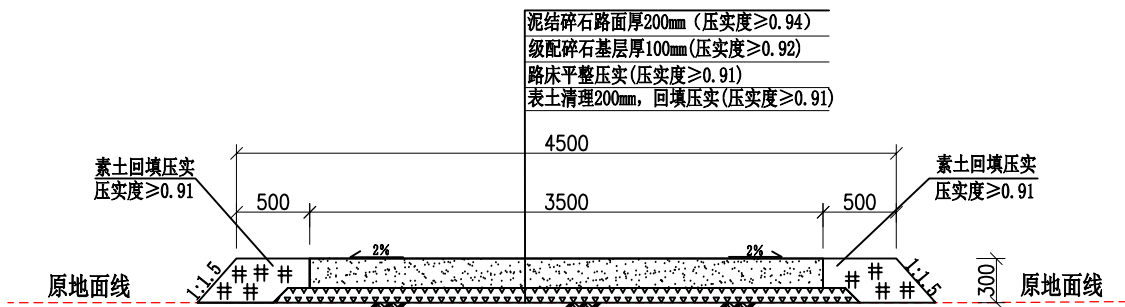 泥结碎石路面厚200mm（压实度≥0.94）
级配碎石基层厚100mm(压实度≥0.92)
路床平整压实(压实度≥0.91)
表土清理200mm，回填压实(压实度≥0.91)
4500
素土回填压实
压实度≥0.91
素土回填压实
压实度≥0.91
500
3500
500
2%
2%
1:1.5
1:1.5
300
原地面线
原地面线